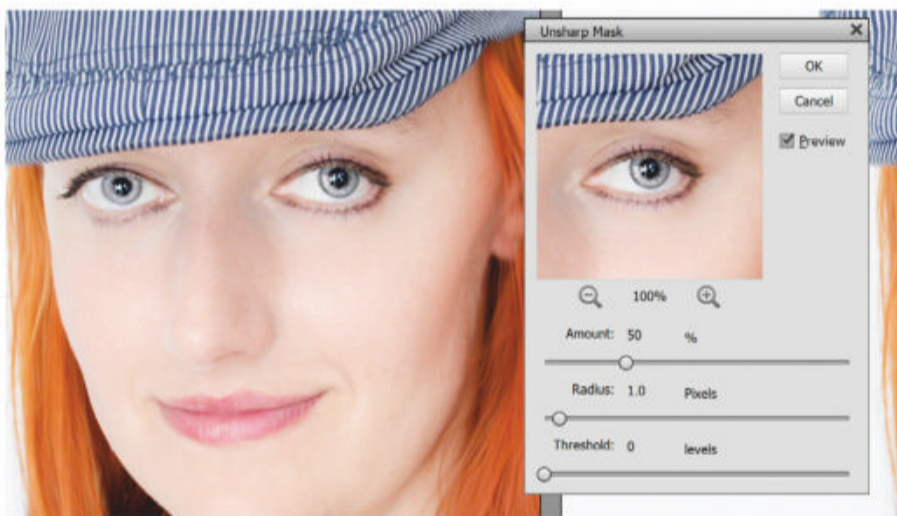 Unsharp Mask
OK
Cancel
Preview
100%
Amount: 50 %
Radius: 1.0 Pixels
Threshold: 0 levels